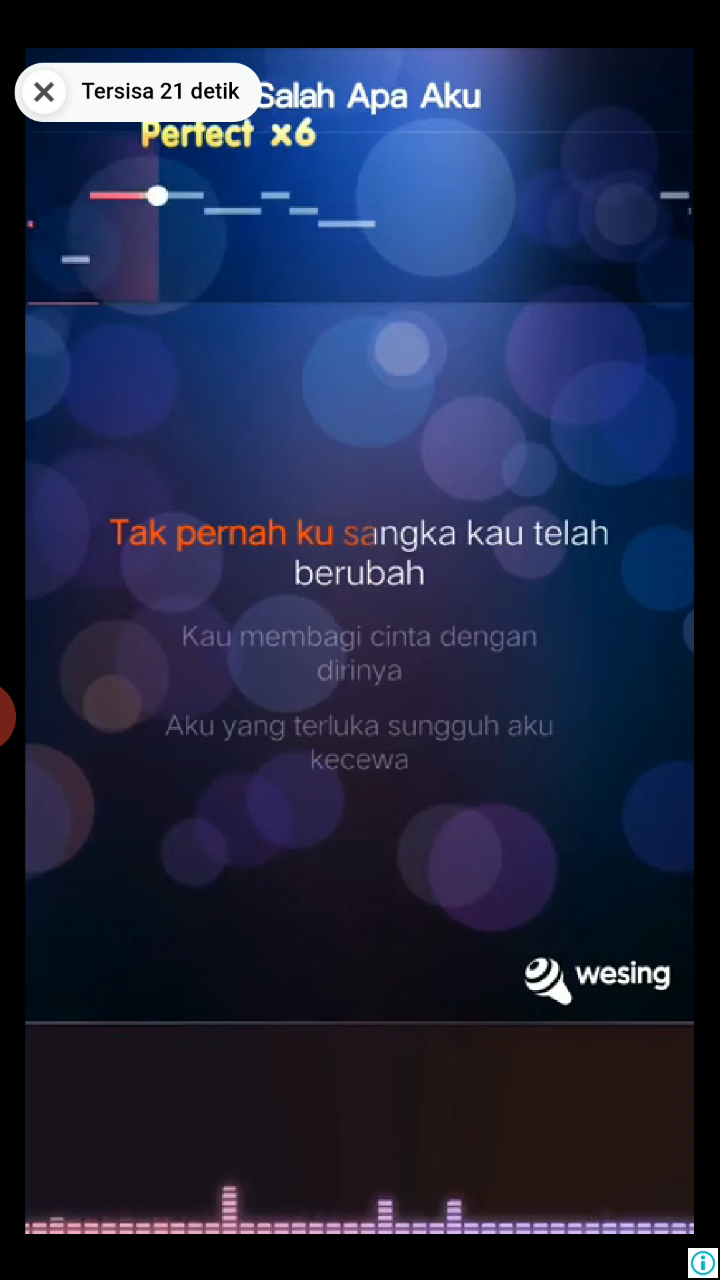 Tersisa 21 detik
Salah Apa Aku
Perfect x6
Tak pernah ku sangka kau telah
berubah
Kau membagi cinta dengan
dirinya
Aku yang terluka sungguh aku
kecewa
wesing